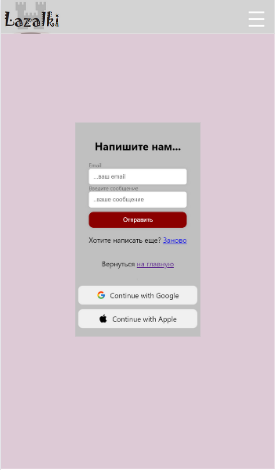 Lazalki
Напишите нам...
Email
...ваш email
Введите сообщение
...ваше сообщение
Отправить
Хотите написать еще? Заново
Вернуться на главную
Continue with Google
Continue with Apple